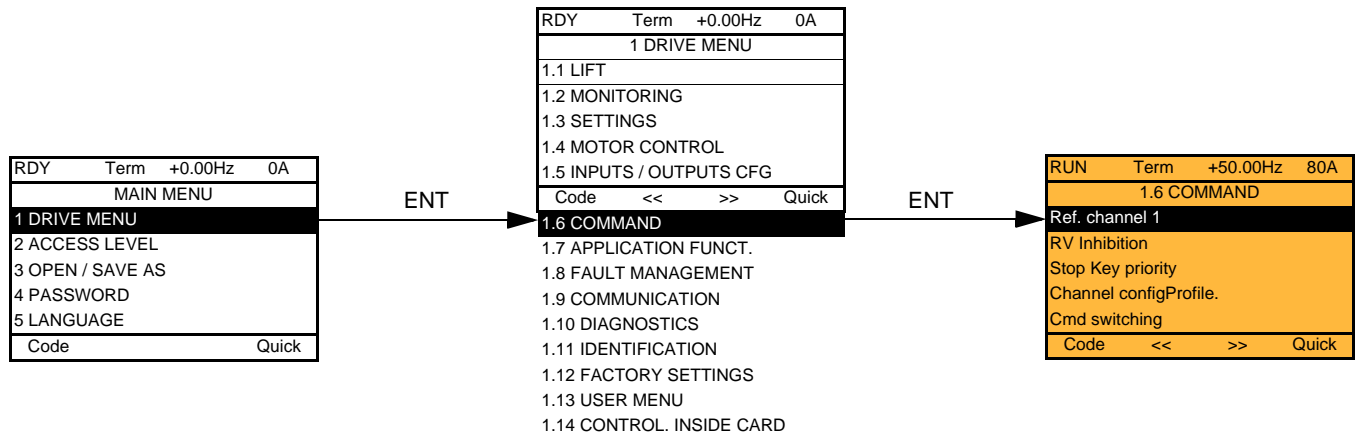 RDY Term +0.00Hz 0A
MAIN MENU
1 DRIVE MENU
2 ACCESS LEVEL
3 OPEN / SAVE AS
4 PASSWORD
5 LANGUAGE
Code Quick
ENT
RDY Term +0.00Hz 0A
1 DRIVE MENU
1.1 LIFT
1.2 MONITORING
1.3 SETTINGS
1.4 MOTOR CONTROL
1.5 INPUTS / OUTPUTS CFG
Code << >> Quick
1.6 COMMAND
1.7 APPLICATION FUNCT.
1.8 FAULT MANAGEMENT
1.9 COMMUNICATION
1.10 DIAGNOSTICS
1.11 IDENTIFICATION
1.12 FACTORY SETTINGS
1.13 USER MENU
1.14 CONTROL. INSIDE CARD
ENT
RUN Term +50.00Hz 80A
1.6 COMMAND
Ref. channel 1
RV Inhibition
Stop Key priority
Channel configProfile.
Cmd switching
Code << >> Quick